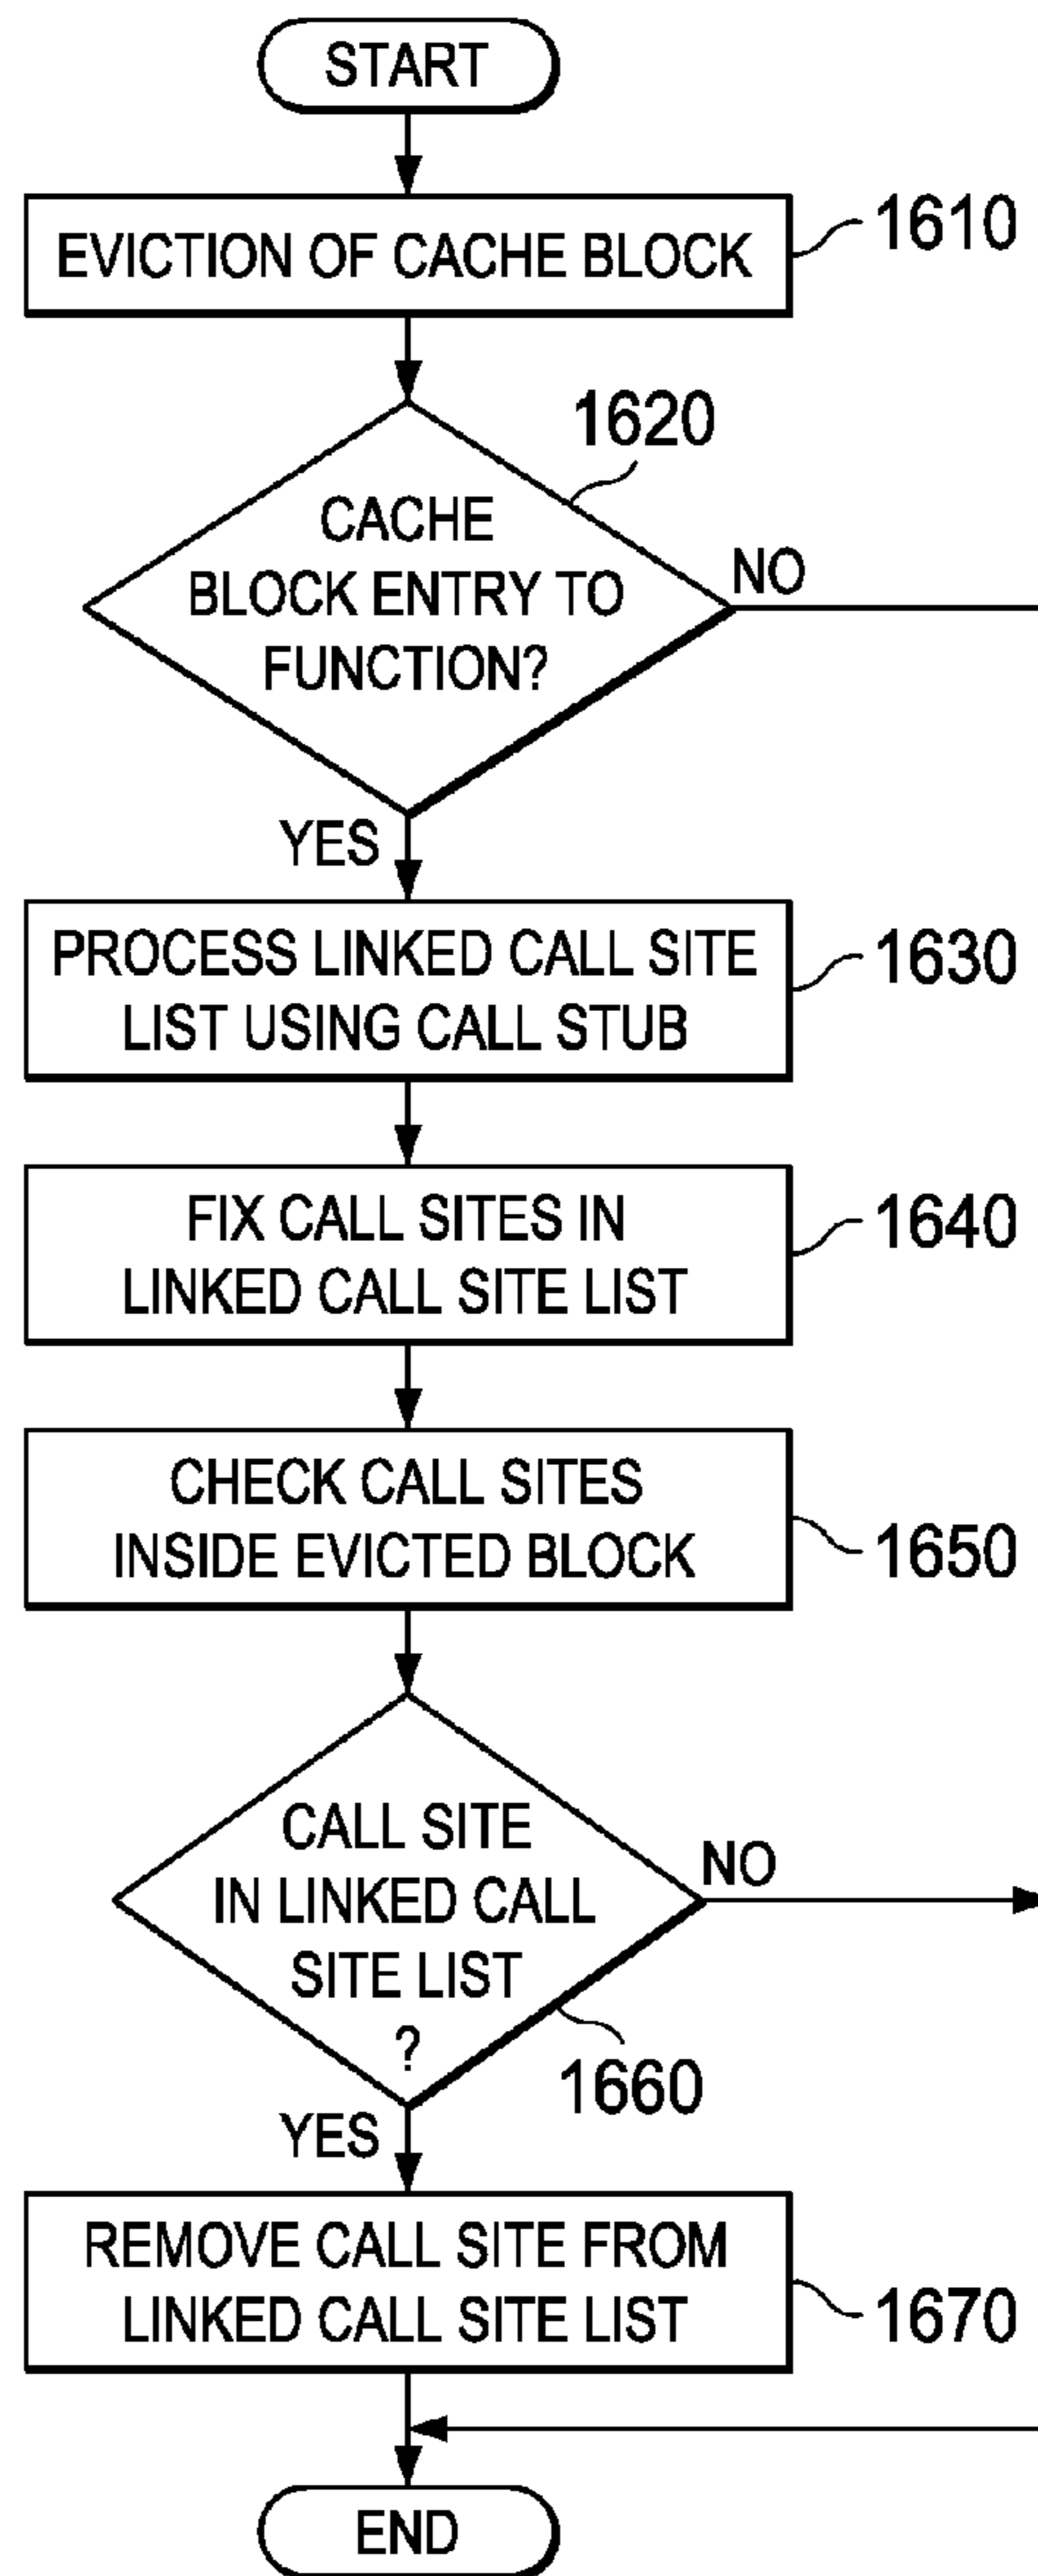 START
EVICTION OF CACHE BLOCK
1610
1620
CACHE
BLOCK ENTRY TO
FUNCTION?
NO
YES
PROCESS LINKED CALL SITE
LIST USING CALL STUB
1630
FIX CALL SITES IN
LINKED CALL SITE LIST
1640
CHECK CALL SITES
INSIDE EVICTED BLOCK
1650
CALL SITE
IN LINKED CALL
SITE LIST
?
NO
1660
YES
REMOVE CALL SITE FROM
LINKED CALL SITE LIST
1670
END